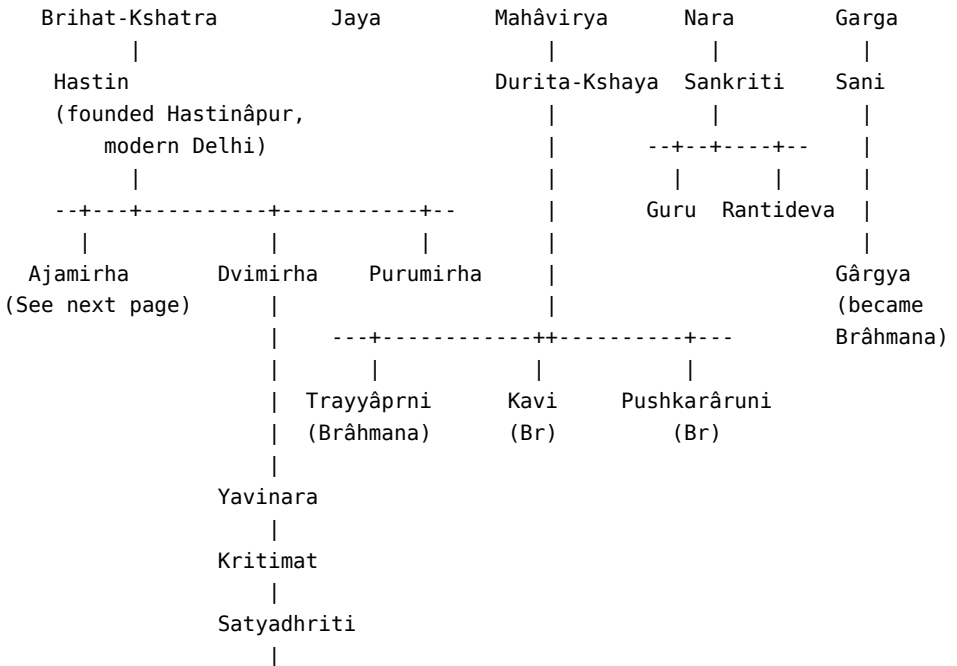 Brihat-Kshatra Jaya Mahâvirya Nara Garga
Hastin Durita-Kshaya Sankriti Sani
(founded Hastinâpur,
modern Delhi)
Guru Rantideva
Ajamirha Dvimirha Purumirha Gârgya
(See next page) (became
Brâhmana)
Trayyâprni Kavi Pushkarâruni
(Brâhmana) (Br) (Br)
Yavinara
Kritimat
Satyadhriti